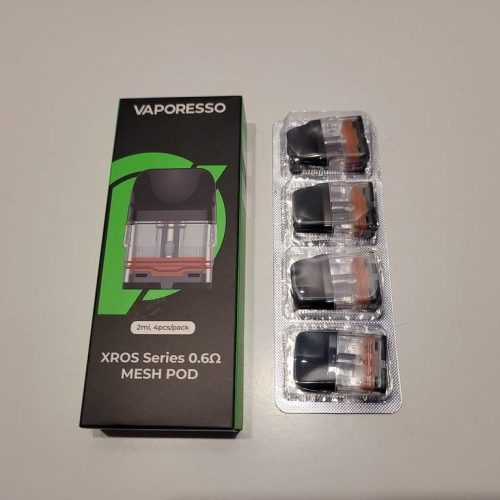 VAPORESSO
2ml, 4pcs/pack
XROS Series 0.6Ω
MESH POD